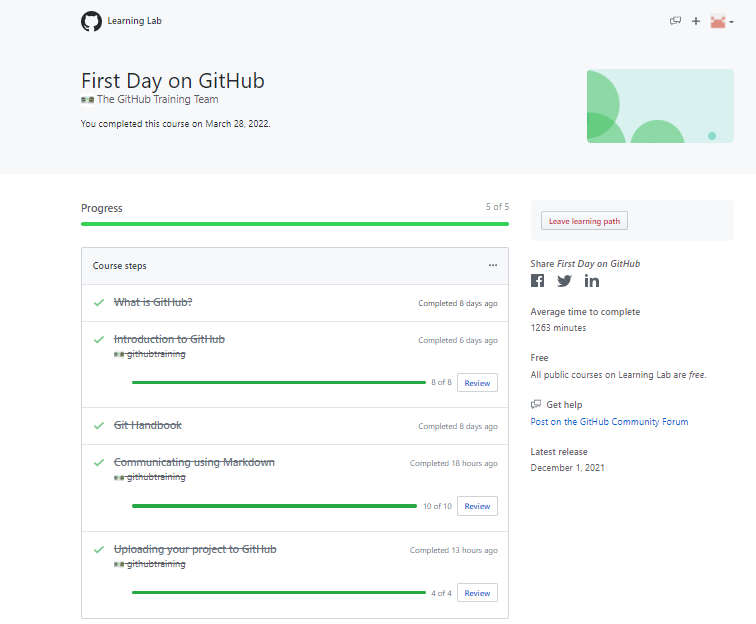 Learning Lab
First Day on GitHub
The GitHub Training Team
You completed this course on March 28, 2022.
Progress
5 of 5
Course steps
What is GitHub?
Completed 8 days ago
Introduction to GitHub
Completed 6 days ago
githubtraining
8 of 8
Review
Git Handbook
Completed 8 days ago
Communicating using Markdown
Completed 18 hours ago
githubtraining
10 of 10
Review
Uploading your project to GitHub
Completed 13 hours ago
githubtraining
4 of 4
Review
Leave learning path
Share First Day on GitHub
Average time to complete
1263 minutes
Free
All public courses on Learning Lab are free.
Get help
Post on the GitHub Community Forum
Latest release
December 1, 2021